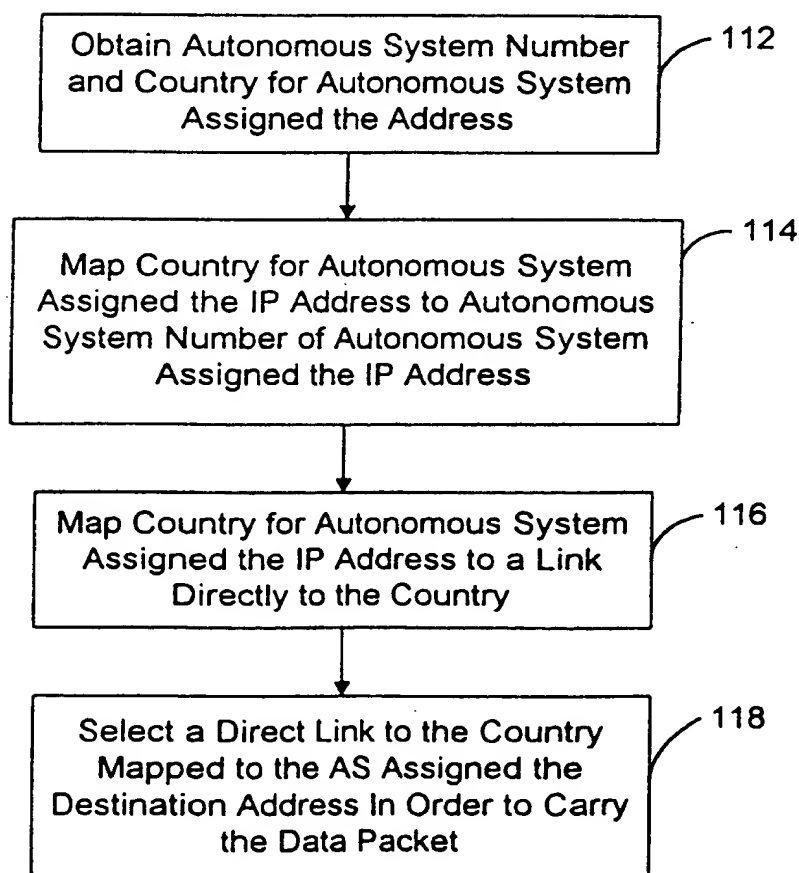 Obtain Autonomous System Number
and Country for Autonomous System
Assigned the Address
112
Map Country for Autonomous System
Assigned the IP Address to Autonomous
System Number of Autonomous System
Assigned the IP Address
114
Map Country for Autonomous System
Assigned the IP Address to a Link
Directly to the Country
116
Select a Direct Link to the Country
Mapped to the AS Assigned the
Destination Address In Order to Carry
the Data Packet
118